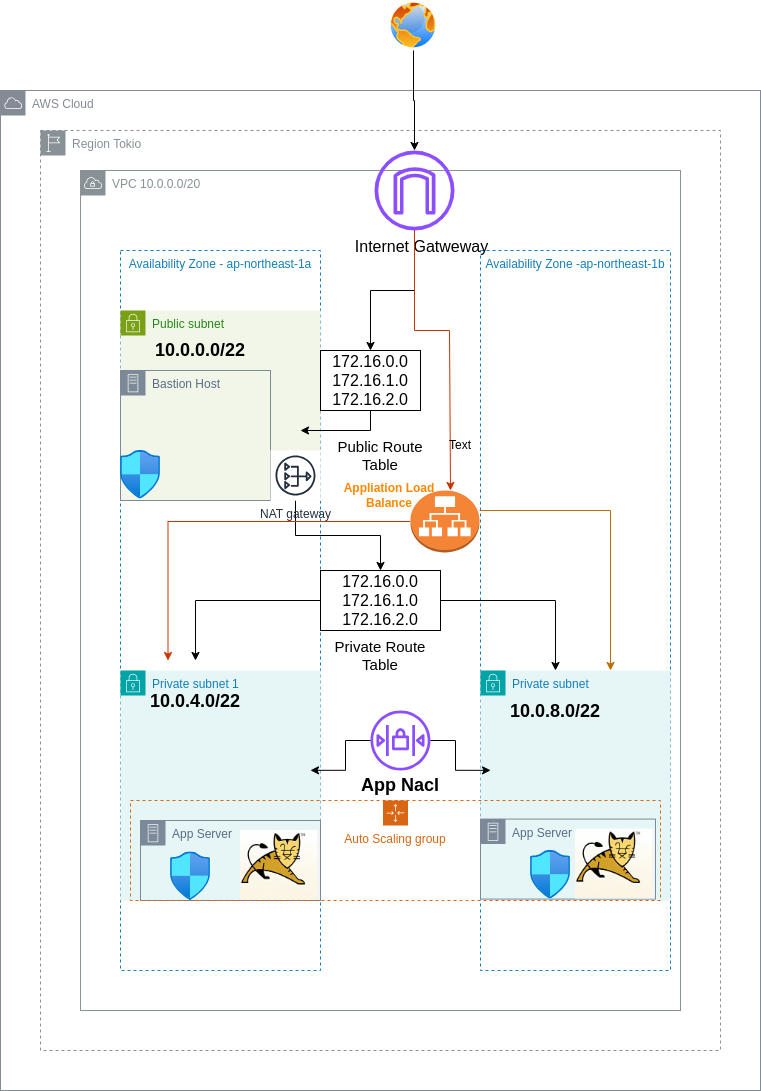 AWS Cloud
Region Tokio
VPC 10.0.0.0/20
Internet Gatweway
Availability Zone - ap-northeast-1a
Availability Zone -ap-northeast-1b
Public subnet
10.0.0.0/22
Bastion Host
172.16.0.0
172.16.1.0
172.16.2.0
Public Route
Table
Text
Appliation Load
Balance
NAT gateway
172.16.0.0
172.16.1.0
172.16.2.0
Private Route
Table
Private subnet 1
10.0.4.0/22
Private subnet
10.0.8.0/22
App Nacl
Auto Scaling group
App Server
App Server